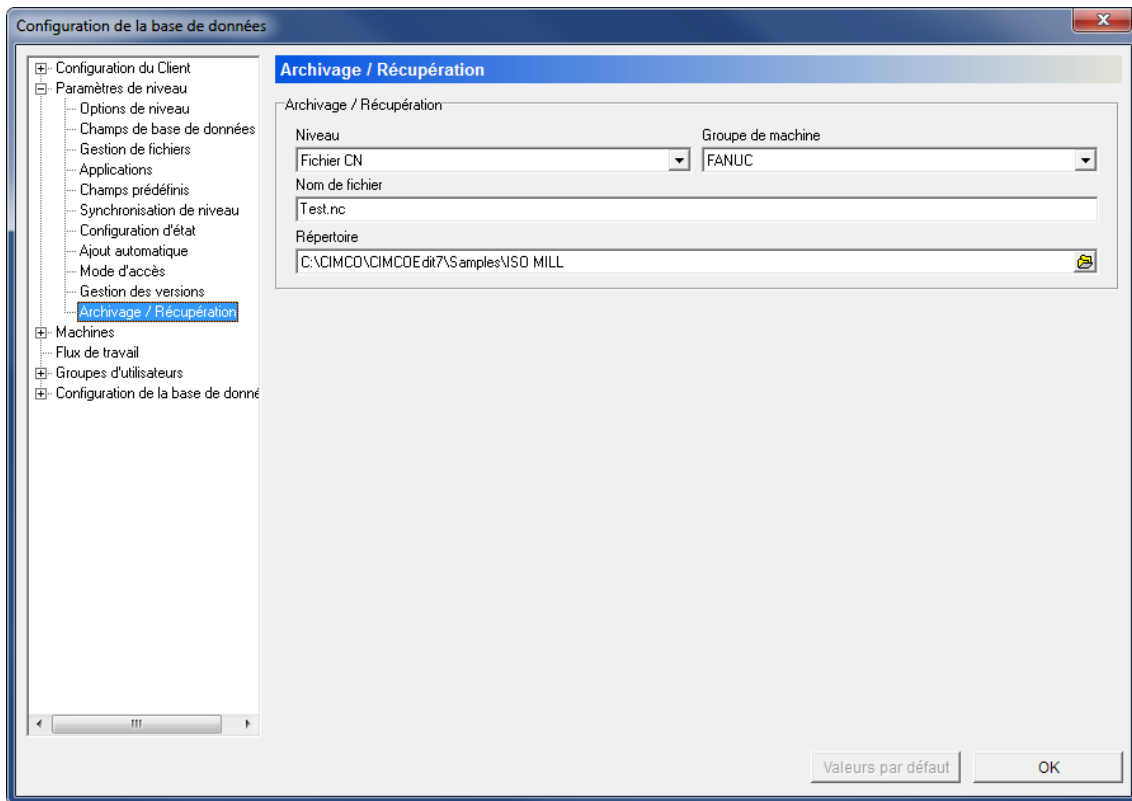 Configuration de la base de données
Configuration du Client
Paramètres de niveau
Options de niveau
Champs de base de données
Gestion de fichiers
Applications
Champs prédéfinis
Synchronisation de niveau
Configuration d'état
Ajout automatique
Mode d'accès
Gestion des versions
Archivage / Récupération
Machines
Flux de travail
Groupes d'utilisateurs
Configuration de la base de donné
Archivage / Récupération
Archivage / Récupération
Niveau
Groupe de machine
Fichier CN
FANUC
Nom de fichier
Test.nc
Répertoire
C:\CIMCO\CIMCOEdit7\Samples\ISO MILL
Valeurs par défaut
OK